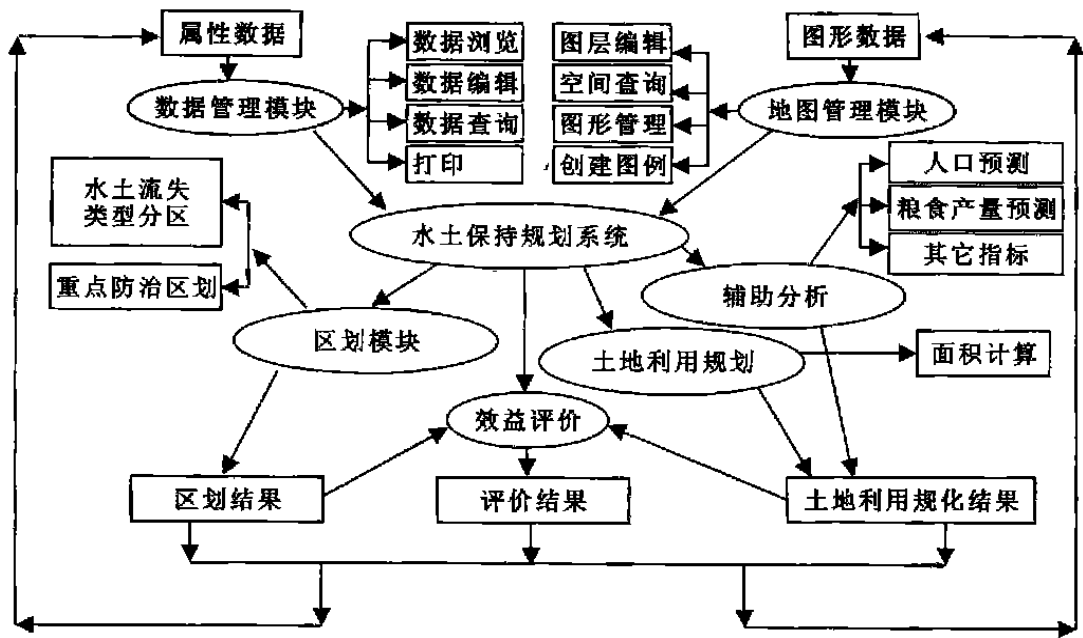 属性数据
图形数据
数据浏览
图层编辑
数据管理模块
数据编辑
空间查询
地图管理模块
数据查询
图形管理
打印
创建图例
人口预测
水土流失
类型分区
粮食产量预测
水土保持规划系统
其它指标
重点防治区划
辅助分析
区划模块
土地利用规划
面积计算
效益评价
区划结果
评价结果
土地利用规化结果